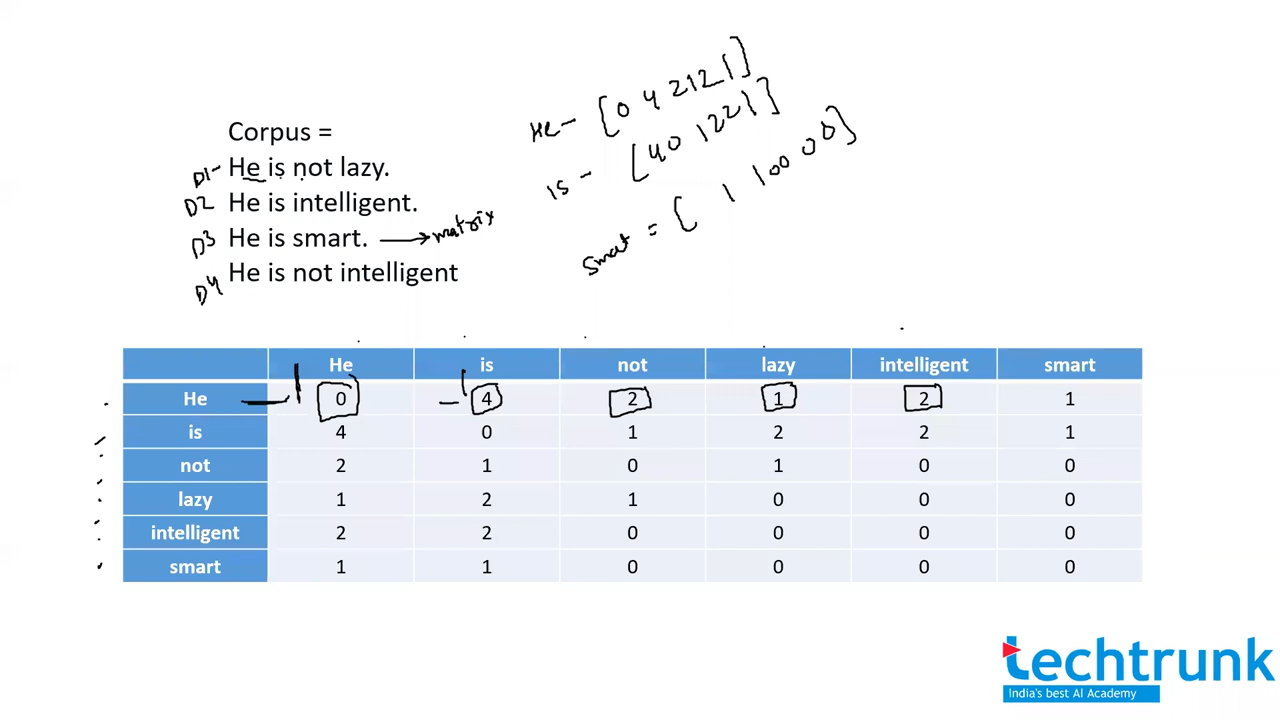 Corpus =
D1- He is not lazy.
D2 He is intelligent.
D3 He is smart. → matrix
D4 He is not intelligent
He - [0 4 2 1 2 1]
is - [4 0 1 2 2 1]
Smat = [ 1 1 0 0 0 0]
He is not lazy intelligent smart
He 0 4 2 1 2 1
is 4 0 1 2 2 1
not 2 1 0 1 0 0
lazy 1 2 1 0 0 0
intelligent 2 2 0 0 0 0
smart 1 1 0 0 0 0
techtrunk
India's best AI Academy